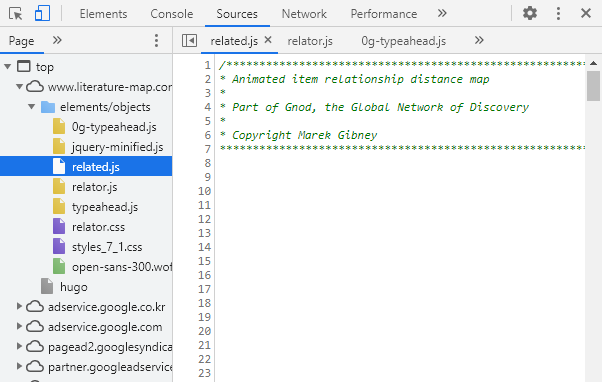 Elements Console Sources Network Performance »
Page »
related.js × relator.js 0g-typeahead.js »
top
www.literature-map.com
elements/objects
0g-typeahead.js
jquery-minified.js
related.js
relator.js
typeahead.js
relator.css
styles_7_1.css
open-sans-300.wof
hugo
adservice.google.co.kr
adservice.google.com
pagead2.googlesyndica
partner.googleadservice
1 /*******************************************************
2 * Animated item relationship distance map
3 *
4 * Part of Gnod, the Global Network of Discovery
5 *
6 * Copyright Marek Gibney
7 ********************************************************
8
9
10
11
12
13
14
15
16
17
18
19
20
21
22
23